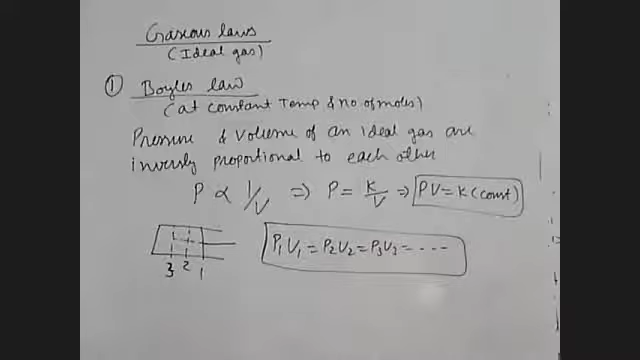 Gaseous laws
(Ideal gas)
① Boyles law
(at constant Temp & no of moles)
Pressure & Volume of an ideal gas are
inversly proportional to each other
P ∝ 1/V ⇒ P = K/V ⇒ PV = K (const)
P₁V₁ = P₂V₂ = P₃V₃ = ----
3 2 1